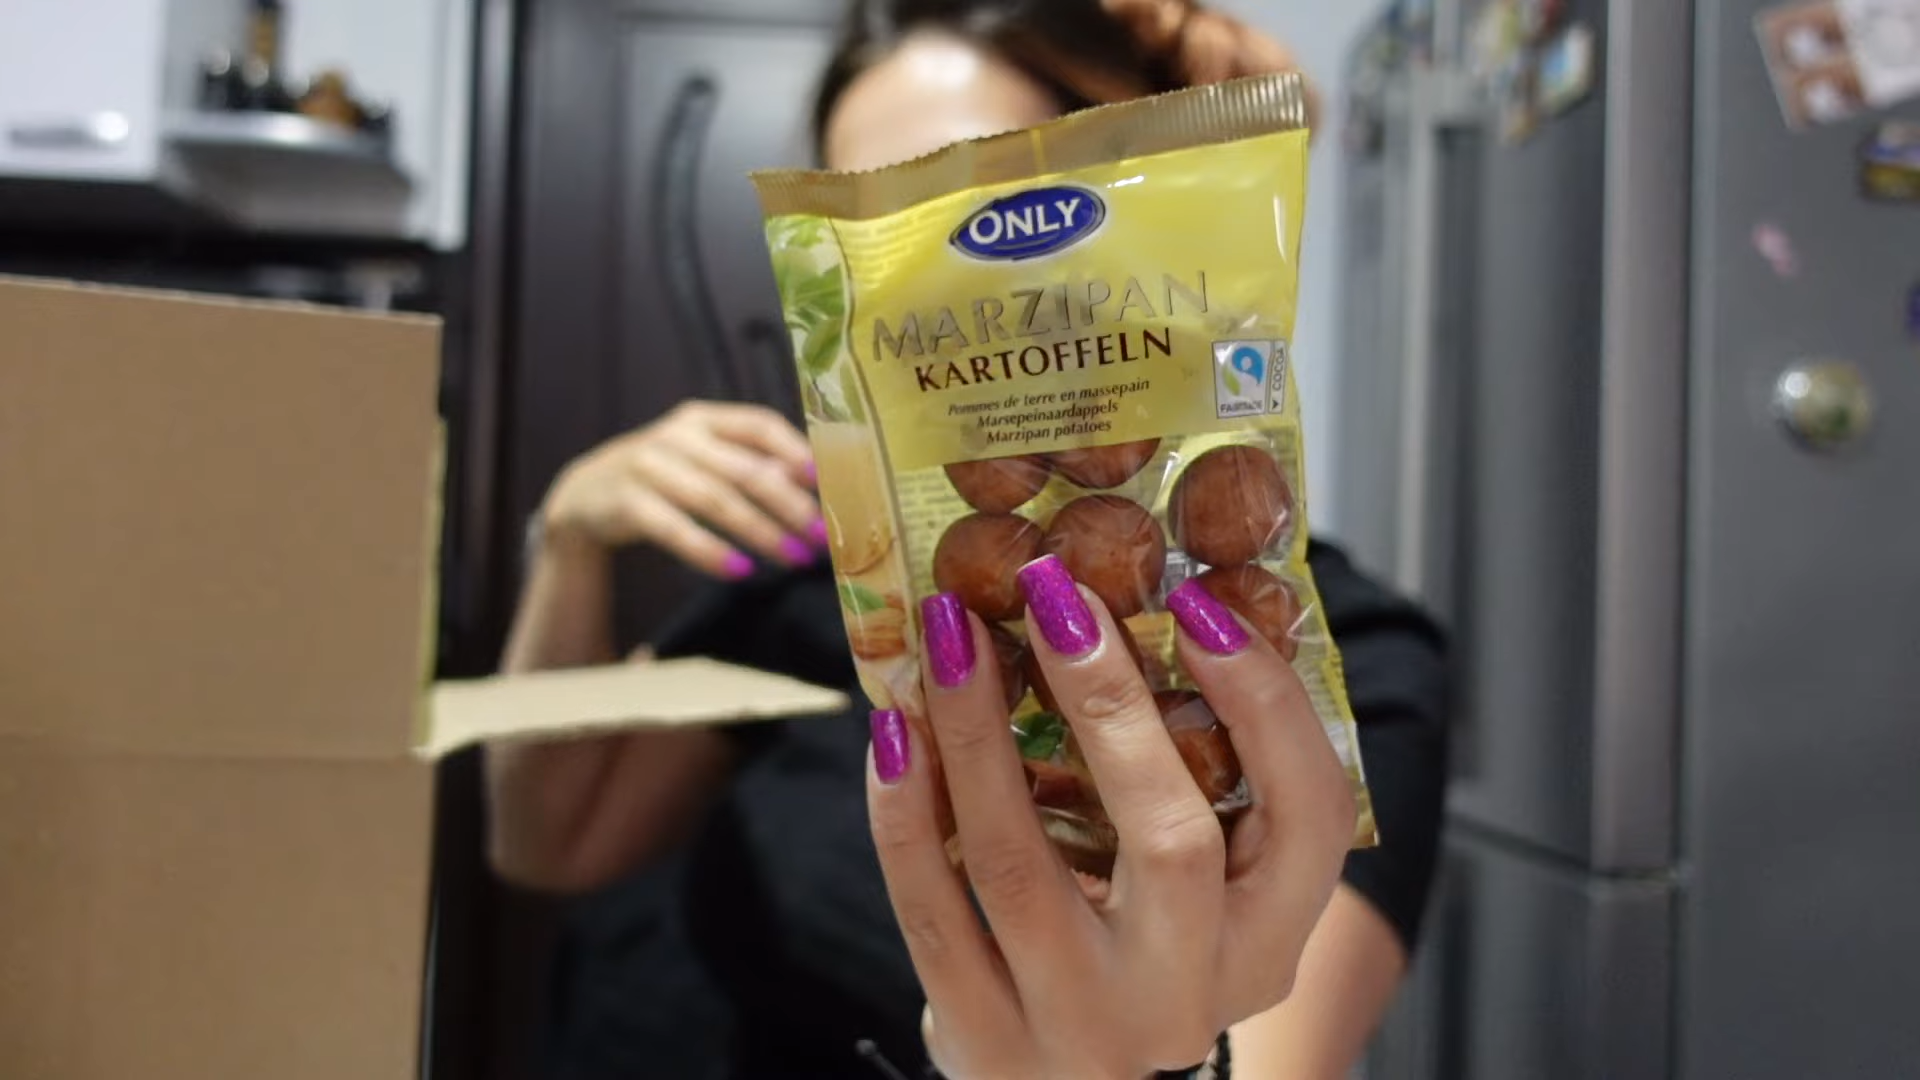 ONLY
MARZIPAN
KARTOFFELN
Pommes de terre en massepain
Marsepeinaardappels
Marzipan potatoes
FAIRTRADE
COCOA